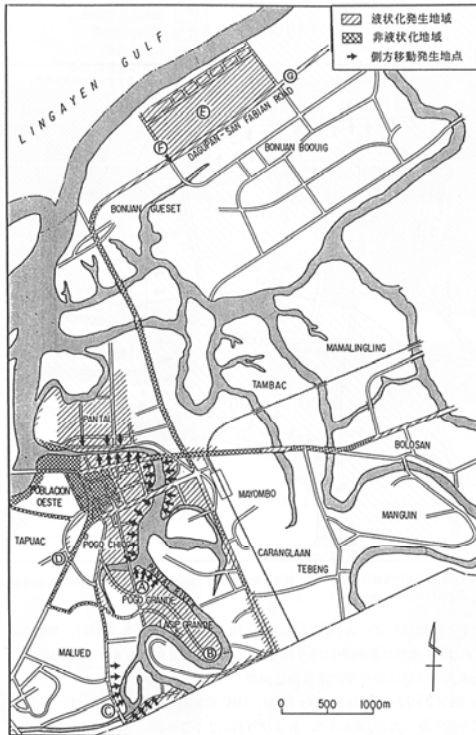 液状化発生地域
非液状化地域
側方移動発生地点
LINGAYEN GULF
G
E
DAGUPAN-SAN FABIAN ROAD
F
BONUAN BOOUIG
BONUAN GUESET
MAMALINGLING
TAMBAC
PANTAL
BOLOSAN
POBLACION
OESTE
MAYOMBO
MANGUIN
TAPUAC
D
POGO CHICO
CARANGLAAN
TEBENG
A
POGO GRANDE
LASIP GRANDE
MALUED
B
C
0 500 1000m